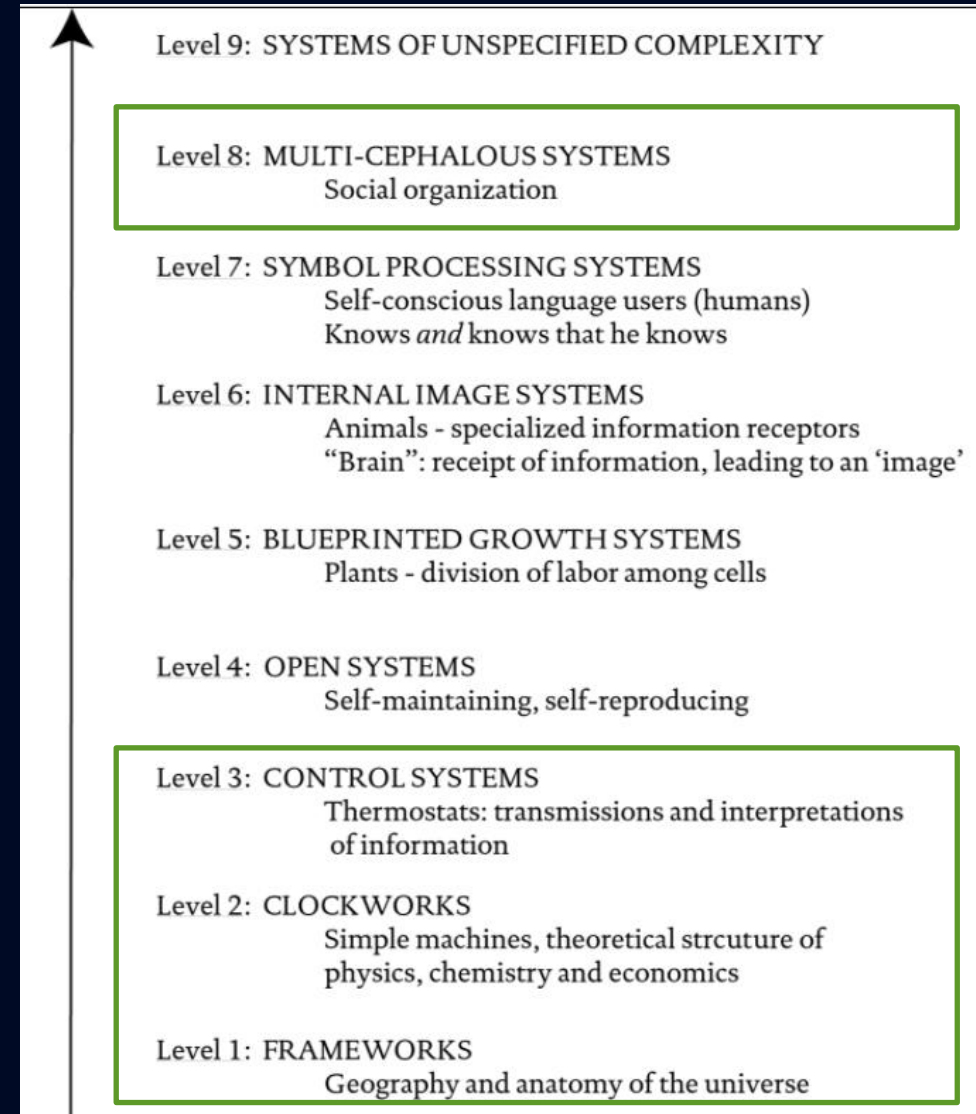 Level 9: SYSTEMS OF UNSPECIFIED COMPLEXITY
Level 8: MULTI-CEPHALOUS SYSTEMS
Social organization
Level 7: SYMBOL PROCESSING SYSTEMS
Self-conscious language users (humans)
Knows and knows that he knows
Level 6: INTERNAL IMAGE SYSTEMS
Animals - specialized information receptors
“Brain”: receipt of information, leading to an ‘image’
Level 5: BLUEPRINTED GROWTH SYSTEMS
Plants - division of labor among cells
Level 4: OPEN SYSTEMS
Self-maintaining, self-reproducing
Level 3: CONTROL SYSTEMS
Thermostats: transmissions and interpretations
of information
Level 2: CLOCKWORKS
Simple machines, theoretical strcuture of
physics, chemistry and economics
Level 1: FRAMEWORKS
Geography and anatomy of the universe